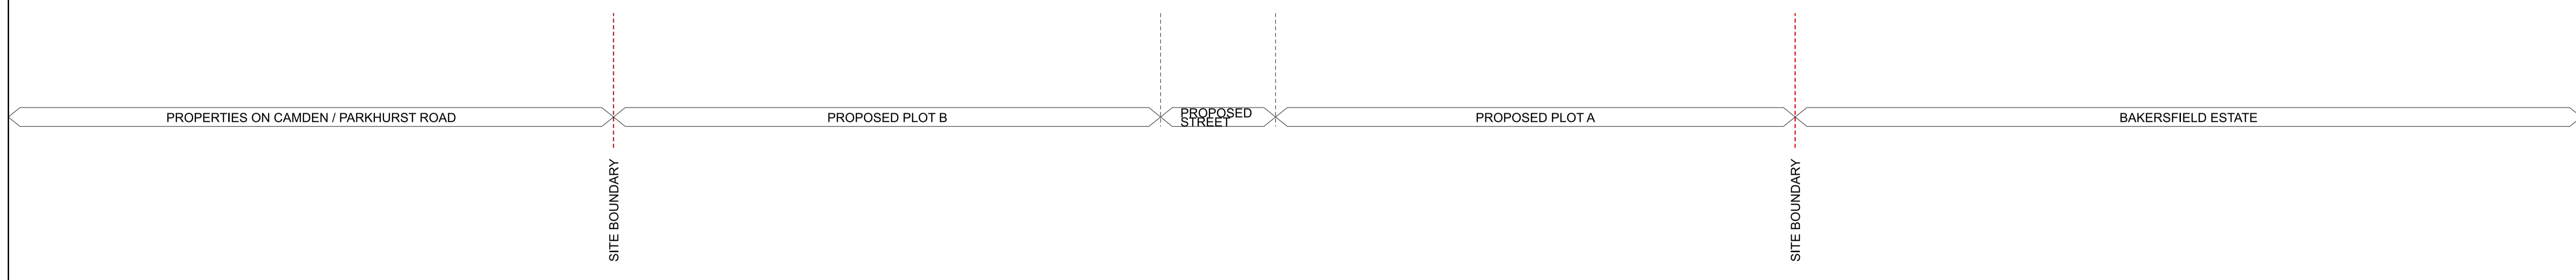 PROPERTIES ON CAMDEN / PARKHURST ROAD
PROPOSED PLOT B
PROPOSED
STREET
PROPOSED PLOT A
BAKERSFIELD ESTATE
SITE BOUNDARY
SITE BOUNDARY